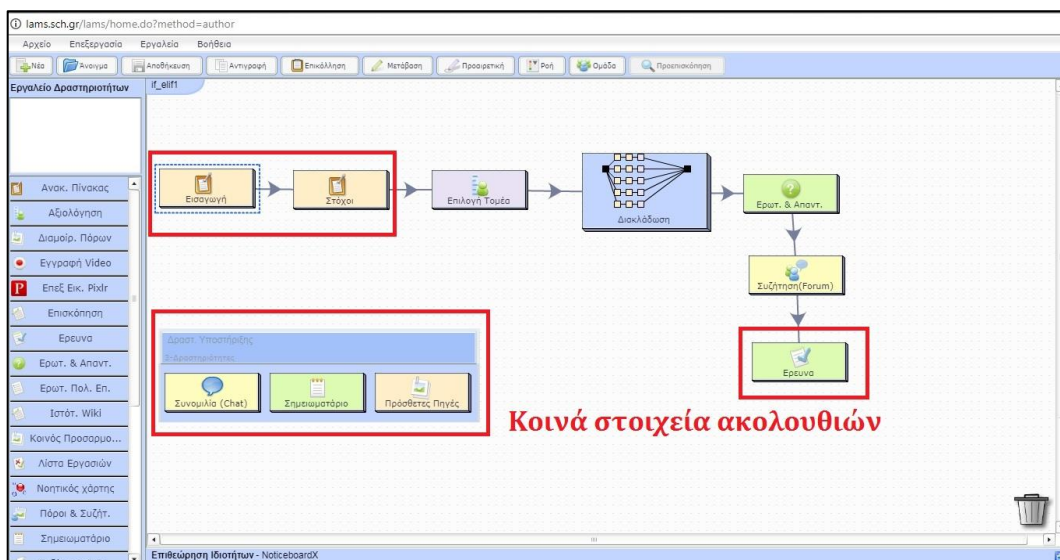 lams.sch.gr/lams/home.do?method=author
Αρχείο Επεξεργασία Εργαλεία Βοήθεια
Νέο Άνοιγμα Αποθήκευση Αντιγραφή Επικόλληση Μετάβαση Προαιρετική Ροή Ομάδα Προεπισκόπηση
Εργαλείο Δραστηριοτήτων
if_elif1
Ανακ. Πίνακας
Αξιολόγηση
Διαμοίρ. Πόρων
Εγγραφή Video
Επεξ Εικ. Pixlr
Επισκόπηση
Ερευνα
Ερωτ. & Απαντ.
Ερωτ. Πολ. Επ.
Ιστότ. Wiki
Κοινός Προσαρμο...
Λίστα Εργασιών
Νοητικός χάρτης
Πόροι & Συζήτ.
Σημειωματάριο
Εισαγωγή
Στόχοι
Επιλογή Τομέα
Διακλάδωση
Ερωτ. & Απαντ.
Συζήτηση(Forum)
Ερευνα
Δραστ. Υποστήριξης
Συνομιλία (Chat)
Σημειωματάριο
Πρόσθετες Πηγές
Κοινά στοιχεία ακολουθιών
Επιθεώρηση Ιδιοτήτων - NoticeboardX